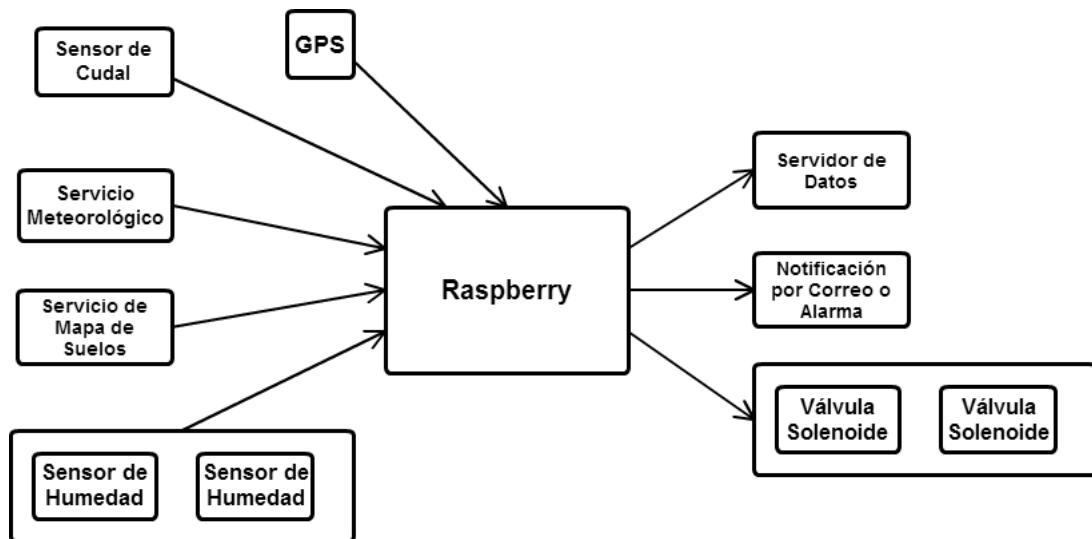 Sensor de
Cudal
GPS
Servicio
Meteorológico
Servicio de
Mapa de
Suelos
Sensor de
Humedad
Sensor de
Humedad
Raspberry
Servidor de
Datos
Notificación
por Correo o
Alarma
Válvula
Solenoide
Válvula
Solenoide